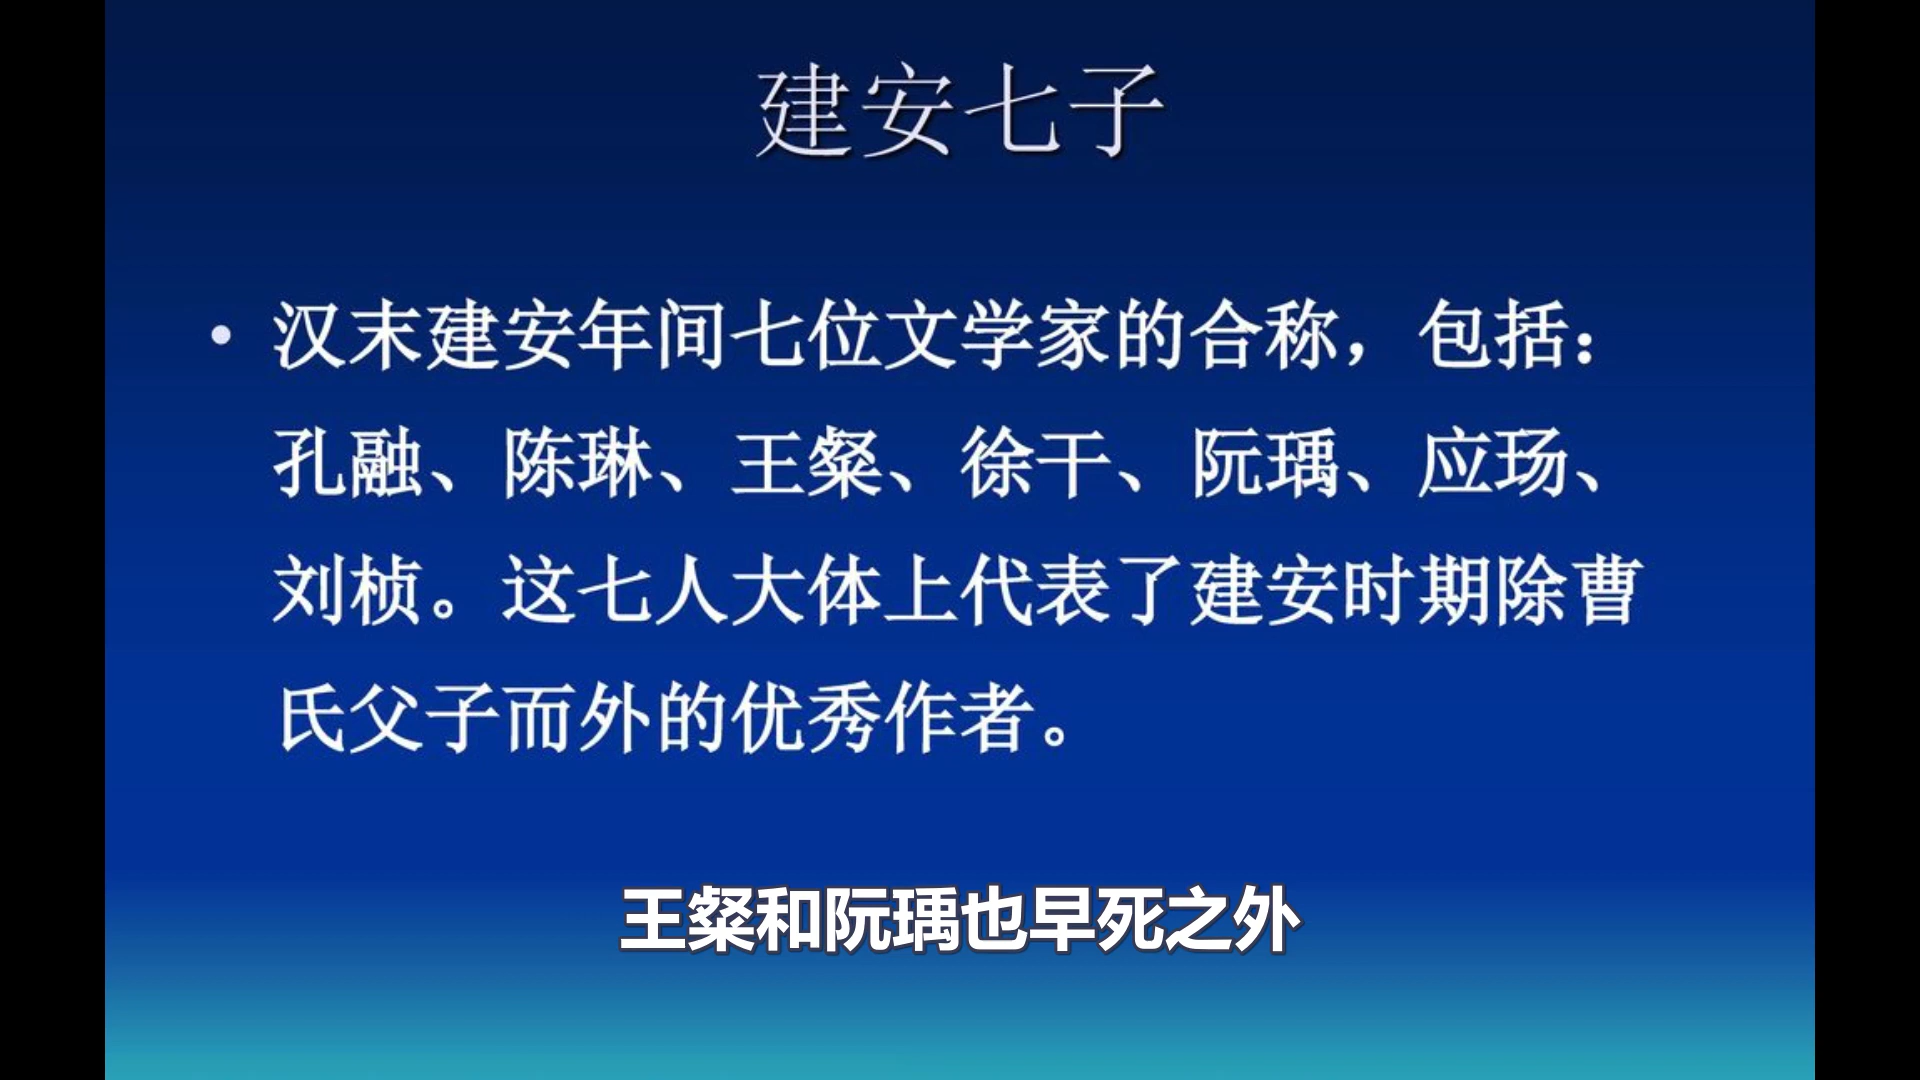 建安七子
• 汉末建安年间七位文学家的合称，包括：
孔融、陈琳、王粲、徐干、阮瑀、应玚、
刘桢。这七人大体上代表了建安时期除曹
氏父子而外的优秀作者。
王粲和阮瑀也早死之外